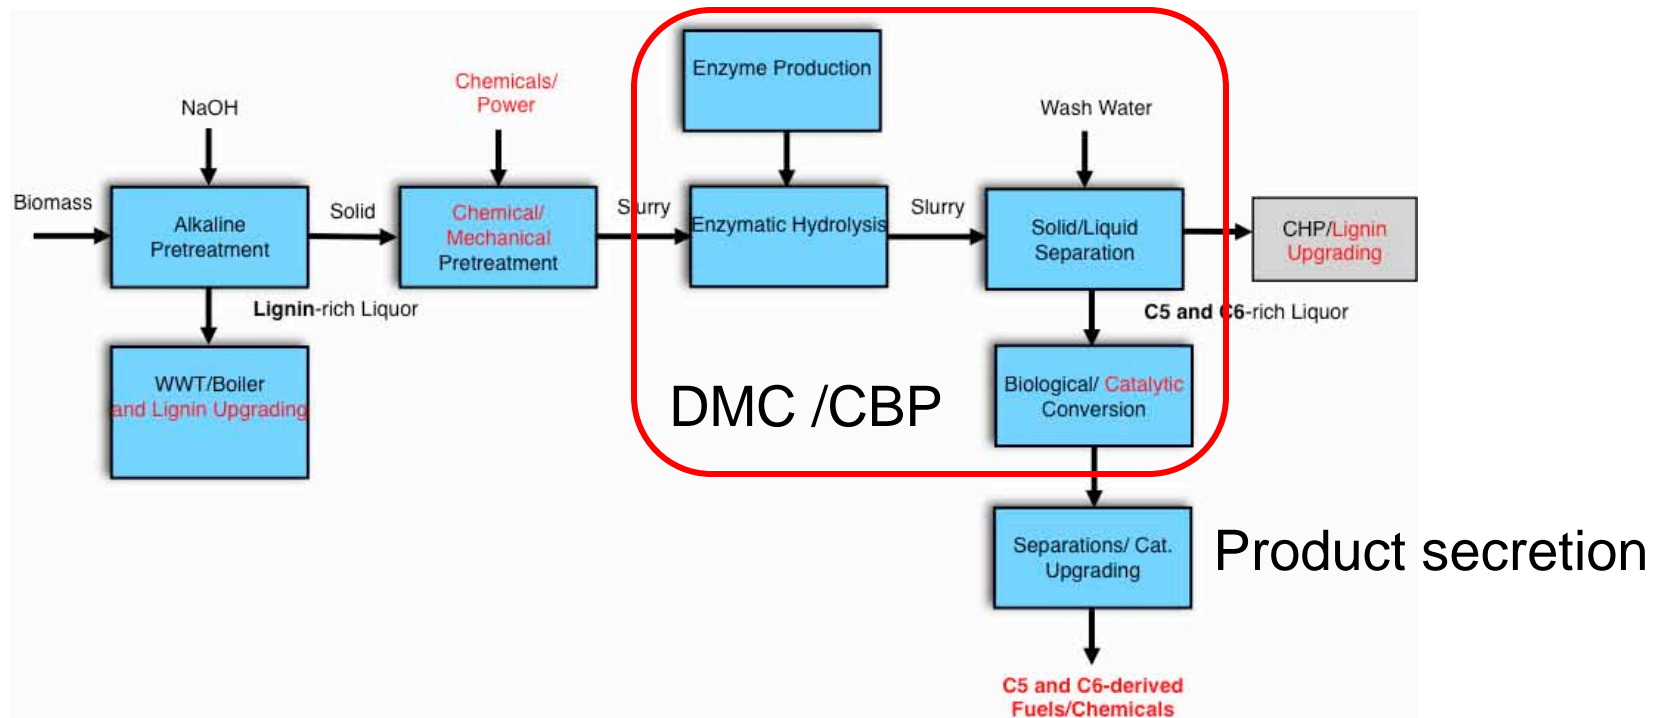 Enzyme Production
Chemicals/
Power
NaOH
Wash Water
Biomass
Alkaline
Pretreatment
Solid
Chemical/
Mechanical
Pretreatment
Slurry
Enzymatic Hydrolysis
Slurry
Solid/Liquid
Separation
CHP/Lignin
Upgrading
Lignin-rich Liquor
C5 and C6-rich Liquor
WWT/Boiler
and Lignin Upgrading
DMC /CBP
Biological/ Catalytic
Conversion
Separations/ Cat.
Upgrading
Product secretion
C5 and C6-derived
Fuels/Chemicals